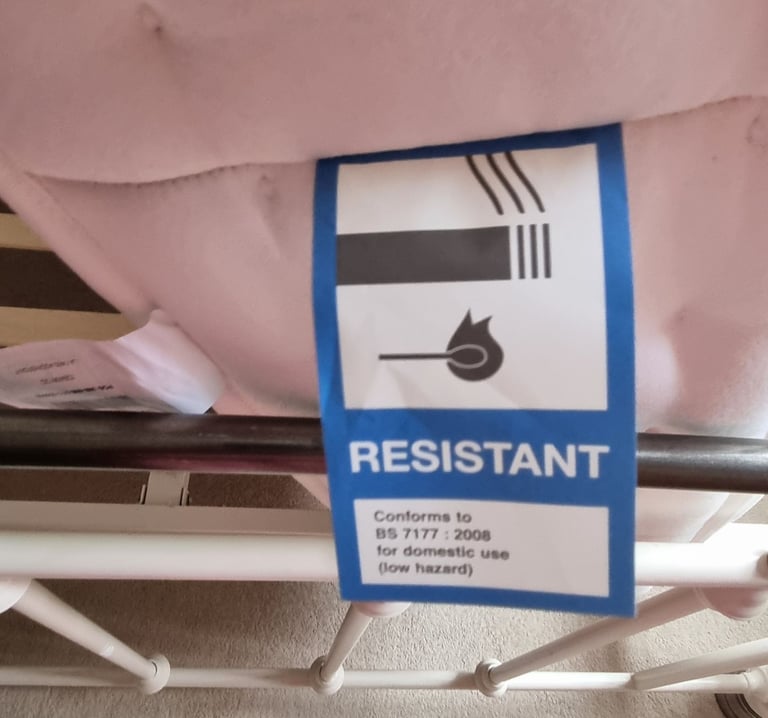 RESISTANT
Conforms to
BS 7177 : 2008
for domestic use
(low hazard)